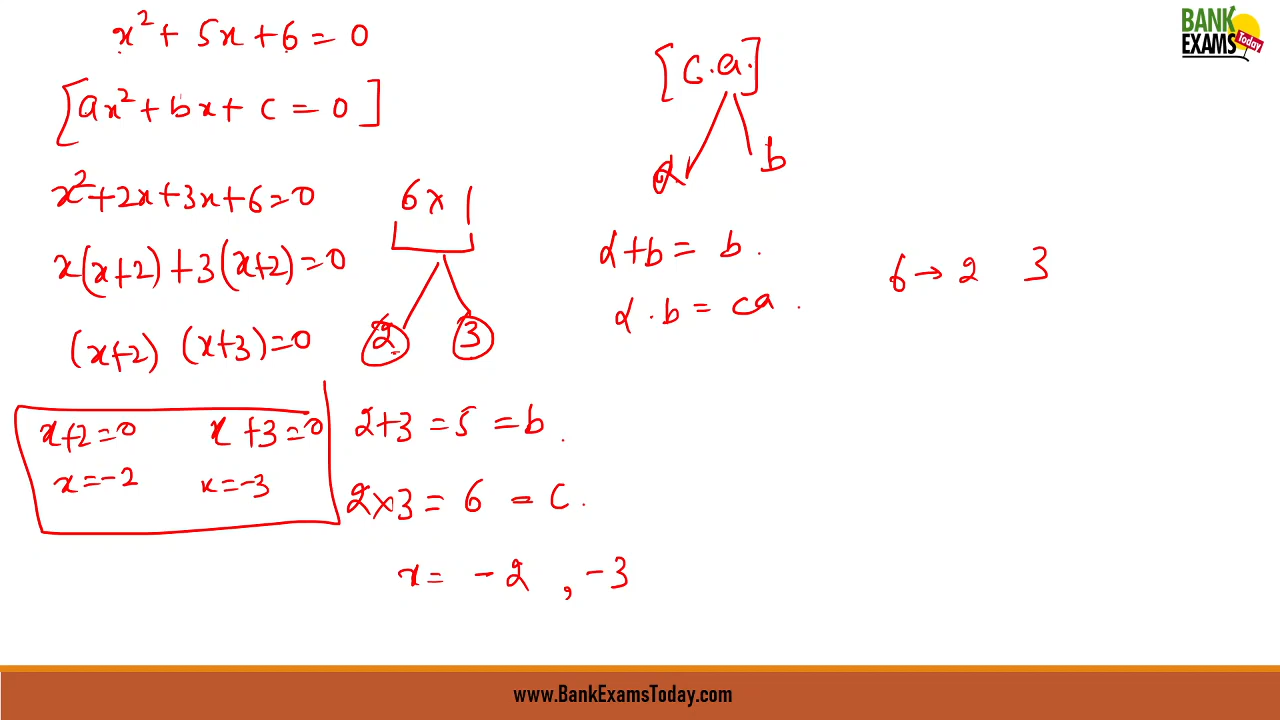 x² + 5x + 6 = 0
[ax² + bx + c = 0]
x² + 2x + 3x + 6 = 0
x(x+2) + 3(x+2) = 0
(x+2) (x+3) = 0
x+2=0 x+3=0
x=-2 x=-3
6 x 1
2 3
2+3 = 5 = b
2x3 = 6 = c
x = -2, -3
[c.a.]
α b
α+b = b.
α.b = ca.
6 → 2 3
BANK
EXAMS
Today
www.BankExamsToday.com